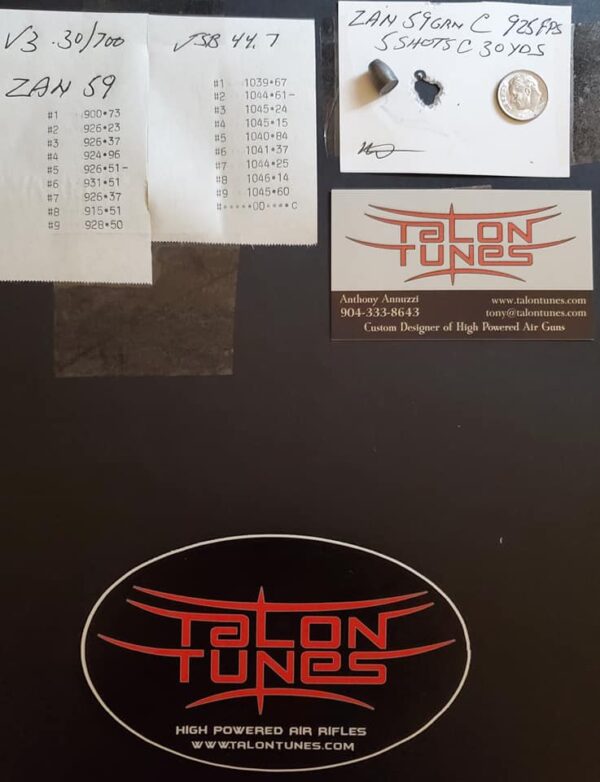 V3 .30/700
ZAN 59
#1 900•73
#2 926•23
#3 926•37
#4 924•96
#5 926•51-
#6 931•51
#7 926•37
#8 915•51
#9 928•50
JSB 44.7
#1 1039•67
#2 1044•61-
#3 1045•24
#4 1045•15
#5 1040•84
#6 1041•37
#7 1044•25
#8 1046•14
#9 1045•60
ZAN 59GRN C 925FPS
5 SHOTS C 30YDS
TALON
TUNES
Anthony Annuzzi www.talontunes.com
904-333-8643 tony@talontunes.com
Custom Designer of High Powered Air Guns
TALON
TUNES
HIGH POWERED AIR RIFLES
WWW.TALONTUNES.COM